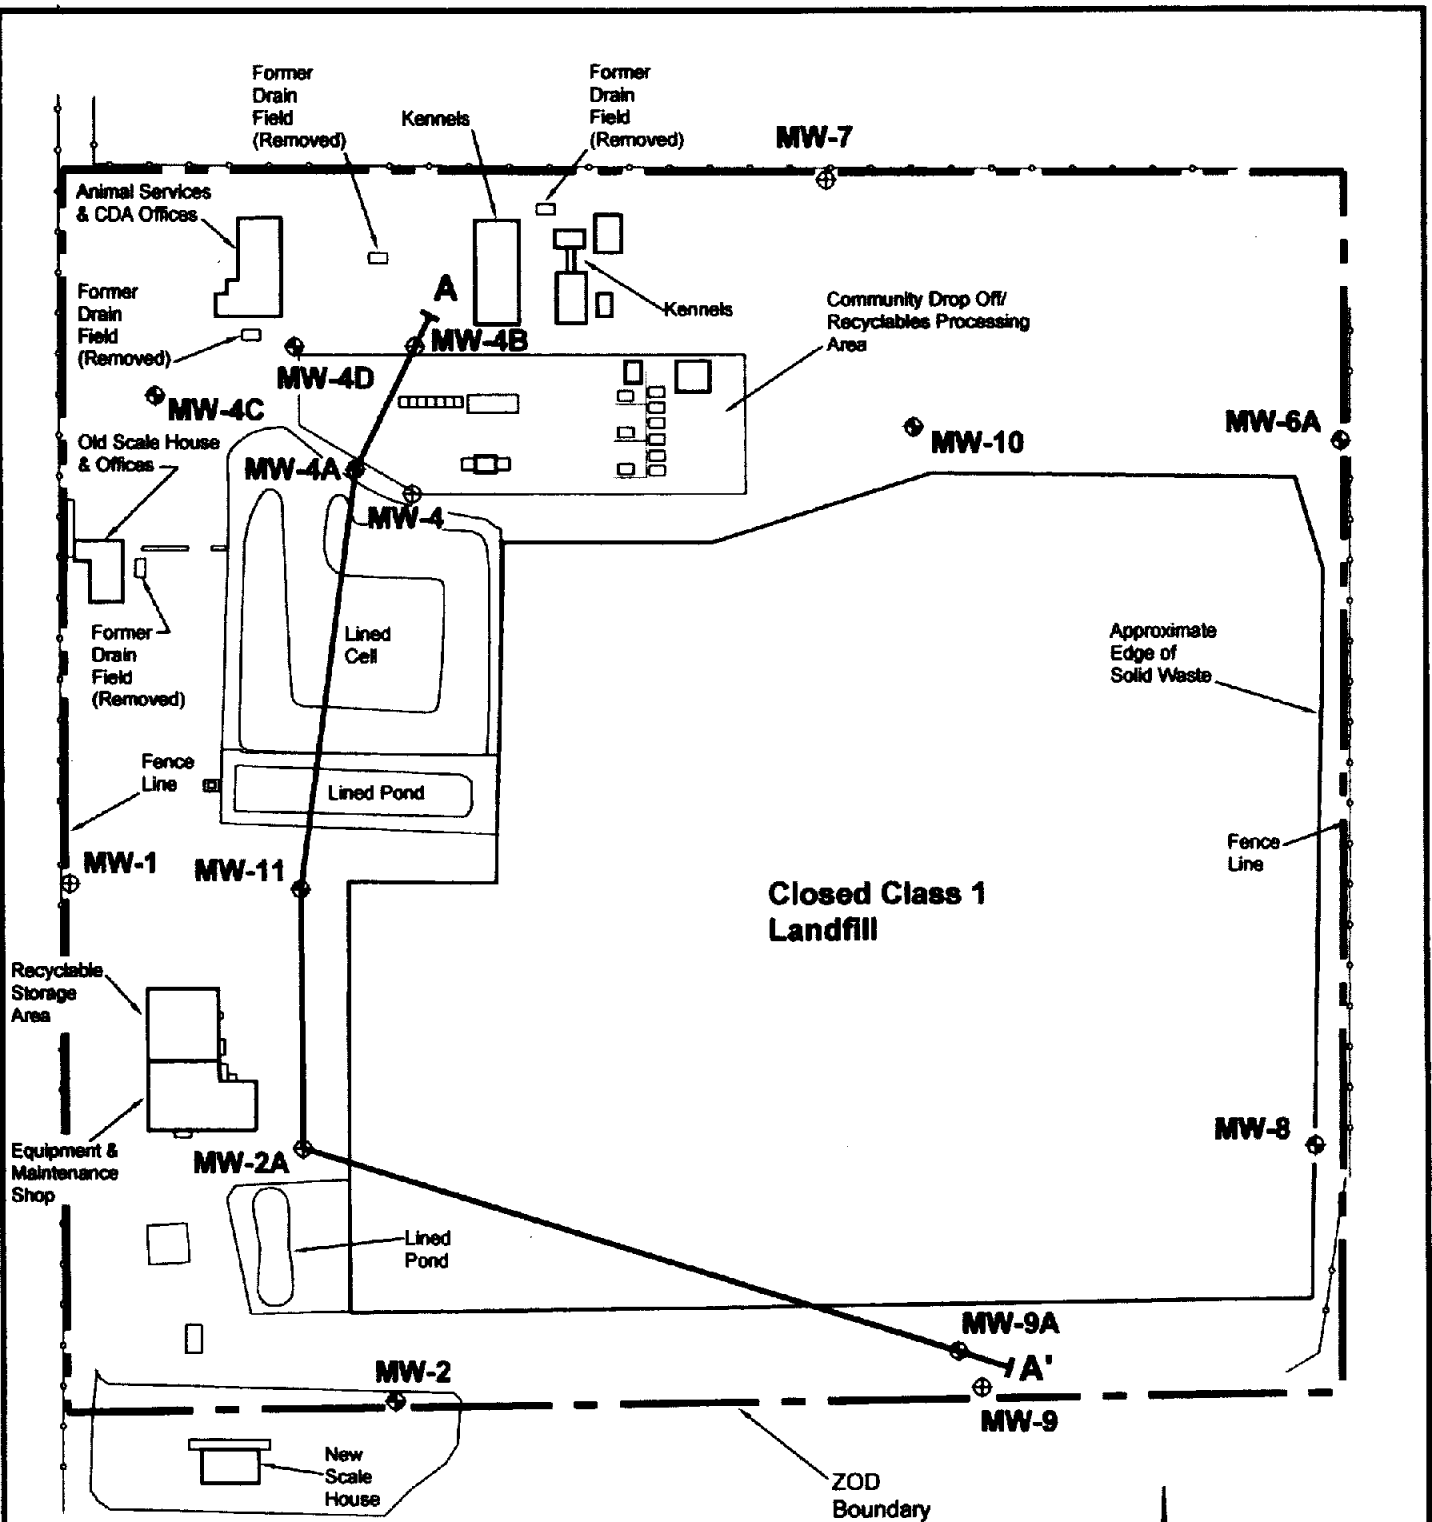 Former
Drain
Field
(Removed)
Kennels
Former
Drain
Field
(Removed)
MW-7
Animal Services
& CDA Offices
Former
Drain
Field
(Removed)
A
MW-4B
Kennels
Community Drop Off/
Recyclables Processing
Area
MW-4D
MW-4C
MW-10
MW-6A
Old Scale House
& Offices
MW-4A
MW-4
Former
Drain
Field
(Removed)
Lined
Cell
Approximate
Edge of
Solid Waste
Fence
Line
Lined Pond
MW-1
MW-11
Fence
Line
Closed Class 1
Landfill
Recyclable
Storage
Area
Equipment &
Maintenance
Shop
MW-2A
MW-8
Lined
Pond
MW-9A
A'
MW-2
MW-9
New
Scale
House
ZOD
Boundary